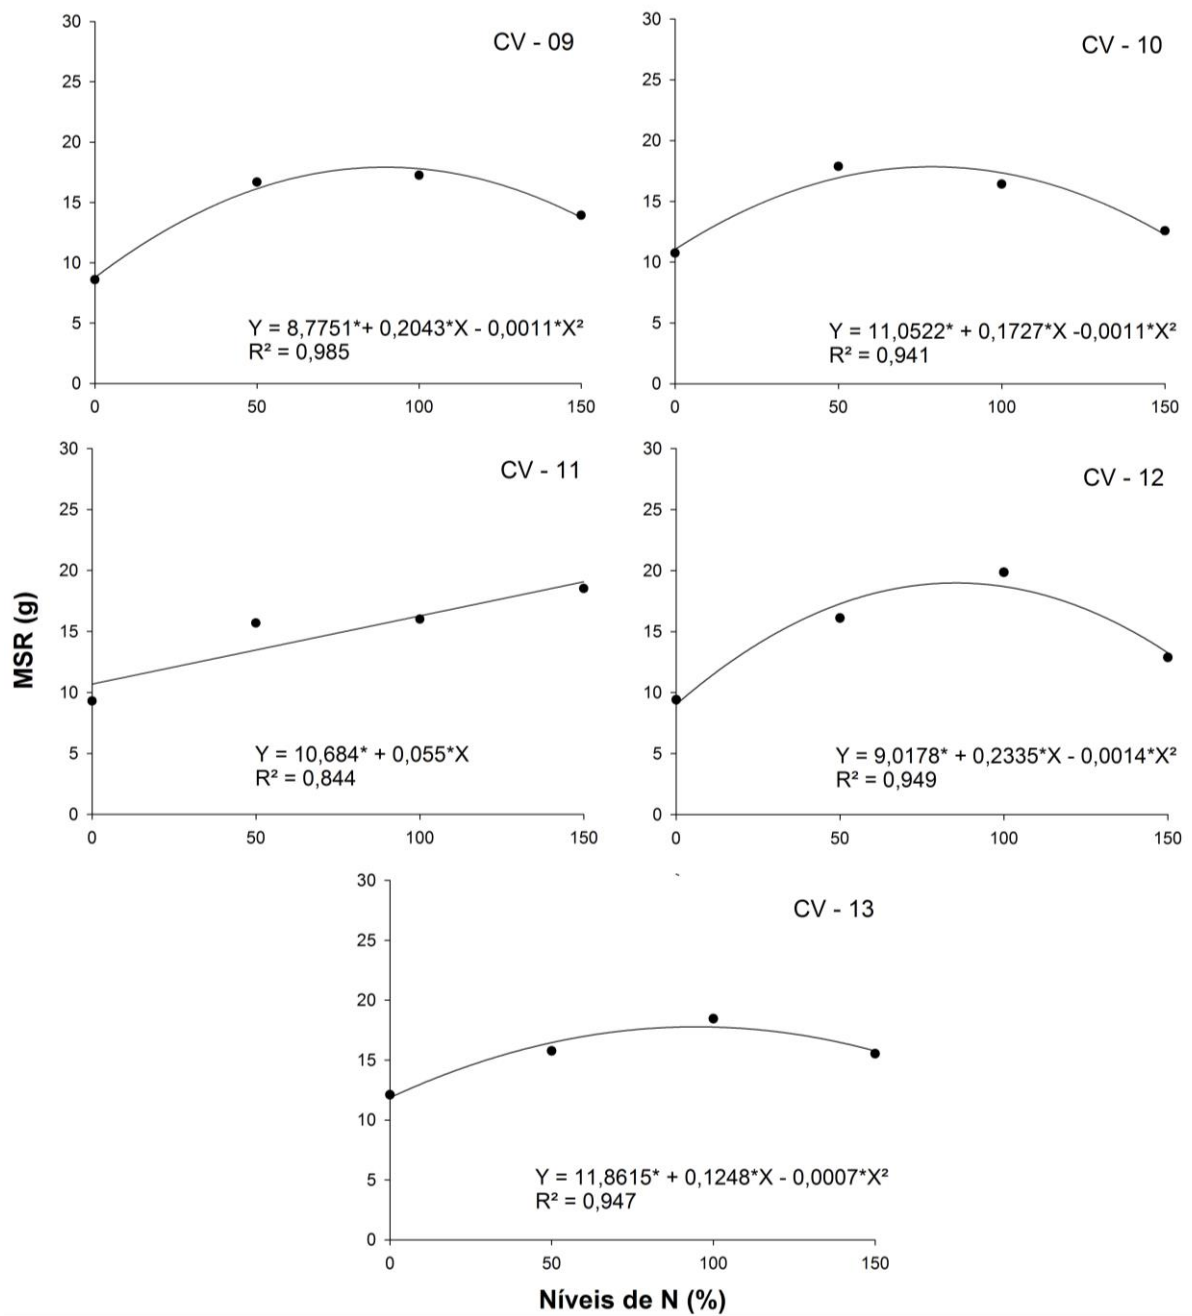 CV - 09
30
25
20
15
10
5
0
0 50 100 150
Y = 8,7751*+ 0,2043*X - 0,0011*X²
R² = 0,985
CV - 10
30
25
20
15
10
5
0
0 50 100 150
Y = 11,0522* + 0,1727*X -0,0011*X²
R² = 0,941
MSR (g)
CV - 11
30
25
20
15
10
5
0
0 50 100 150
Y = 10,684* + 0,055*X
R² = 0,844
CV - 12
30
25
20
15
10
5
0
0 50 100 150
Y = 9,0178* + 0,2335*X - 0,0014*X²
R² = 0,949
CV - 13
30
25
20
15
10
5
0
0 50 100 150
Y = 11,8615* + 0,1248*X - 0,0007*X²
R² = 0,947
Níveis de N (%)